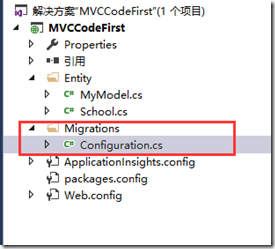 解决方案"MVCCodeFirst"(1 个项目)
MVCCodeFirst
Properties
引用
Entity
C# MyModel.cs
C# School.cs
Migrations
C# Configuration.cs
ApplicationInsights.config
packages.config
Web.config